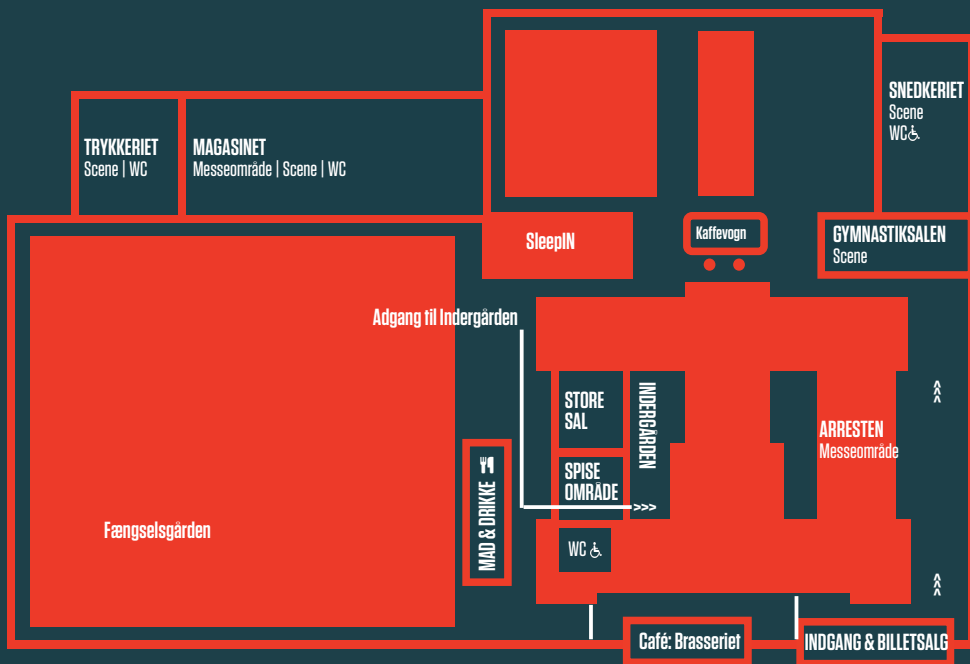 SNEDKERIET
Scene
WC
TRYKKERIET
Scene | WC
MAGASINET
Messeområde | Scene | WC
SleepIN
Kaffevogn
GYMNASTIKSALEN
Scene
Adgang til Indergården
STORE
SAL
INDERGÅRDEN
>>>
>>>
ARRESTEN
Messeområde
SPISE
OMRÅDE
>>>
MAD & DRIKKE
Fængselsgården
WC
Café: Brasseriet
INDGANG & BILLETSALG